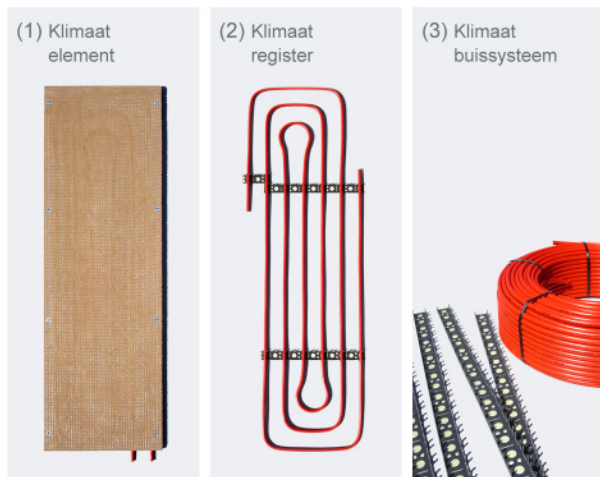 (1) Klimaat
element
(2) Klimaat
register
(3) Klimaat
buissysteem